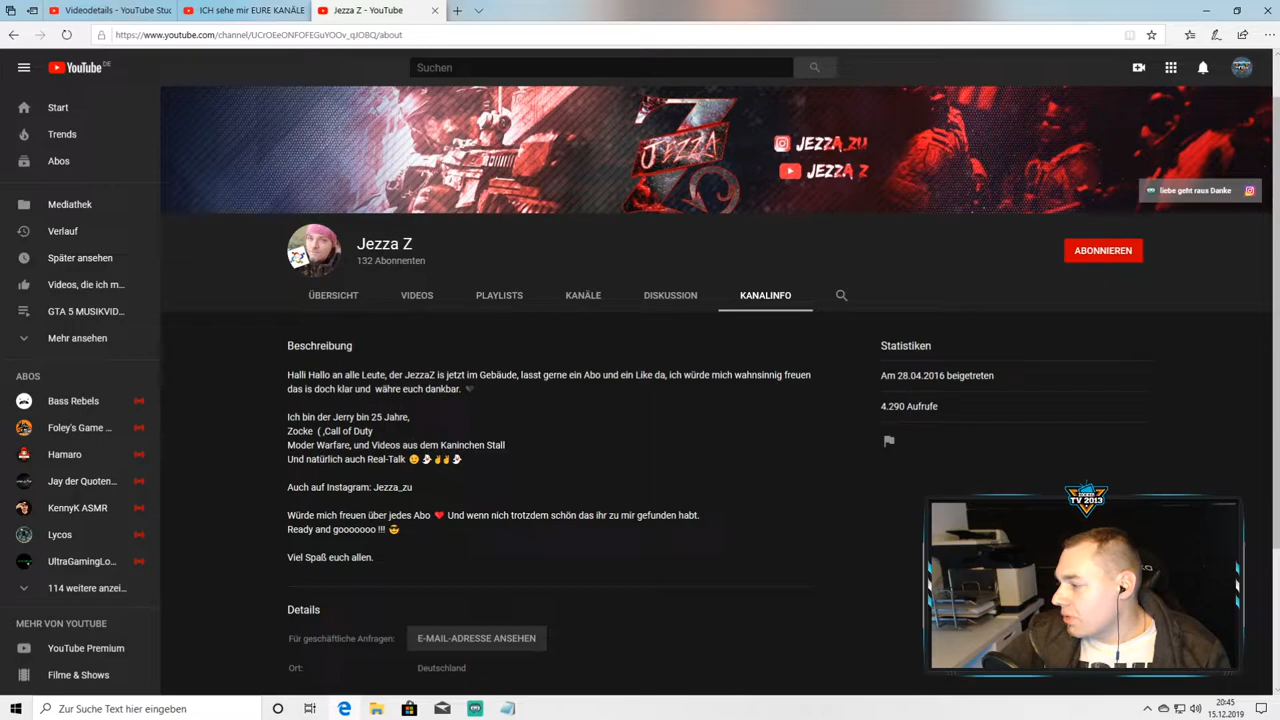 Videodetails - YouTube Stuc
ICH sehe mir EURE KANÄLE
Jezza Z - YouTube
https://www.youtube.com/channel/UCrOEeONFOFEGuYOOv_qJOBQ/about
YouTube DE
Suchen
Start
Trends
Abos
Mediathek
Verlauf
Später ansehen
Videos, die ich m...
GTA 5 MUSIKVID...
Mehr ansehen
ABOS
Bass Rebels
Foley's Game ...
Hamaro
Jay der Quoten...
KennyK ASMR
Lycos
UltraGamingLo...
114 weitere anzei...
MEHR VON YOUTUBE
YouTube Premium
Filme & Shows
JEZZA
JEZZA_ZU
JEZZA Z
liebe geht raus Danke
Jezza Z
132 Abonnenten
ABONNIEREN
ÜBERSICHT
VIDEOS
PLAYLISTS
KANÄLE
DISKUSSION
KANALINFO
Beschreibung
Halli Hallo an alle Leute, der JezzaZ is jetzt im Gebäude, lasst gerne ein Abo und ein Like da, ich würde mich wahnsinnig freuen
das is doch klar und währe euch dankbar. 🖤
Ich bin der Jerry bin 25 Jahre,
Zocke ( ,Call of Duty
Moder Warfare, und Videos aus dem Kaninchen Stall
Und natürlich auch Real-Talk 😉👻✌✌👻
Auch auf Instagram: Jezza_zu
Würde mich freuen über jedes Abo ❤ Und wenn nich trotzdem schön das ihr zu mir gefunden habt.
Ready and gooooooo !!! 😎
Viel Spaß euch allen.
Details
Für geschäftliche Anfragen:
E-MAIL-ADRESSE ANSEHEN
Ort:
Deutschland
Statistiken
Am 28.04.2016 beigetreten
4.290 Aufrufe
ZOCKER
TV 2013
Zur Suche Text hier eingeben
20:45
15.12.2019